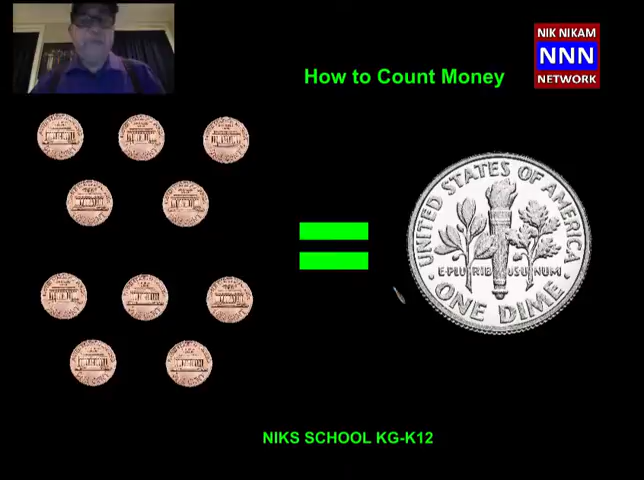 NIK NIKAM
NNN
NETWORK
How to Count Money
UNITED STATES OF AMERICA
E·PLURIBUS UNUM
ONE DIME
NIKS SCHOOL KG-K12